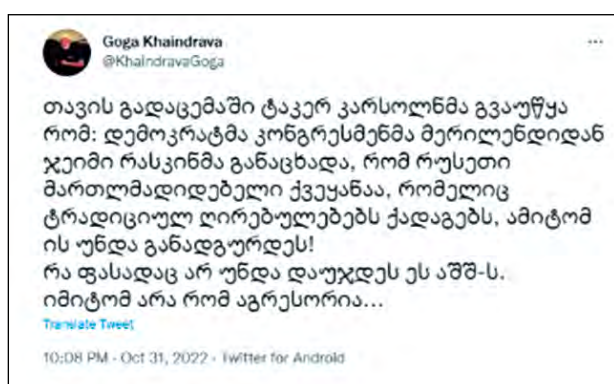 Goga Khaindrava
@KhaindravaGoga
თავის გადაცემაში ტაკერ კარსოლნმა გვაუწყა
რომ: დემოკრატმა კონგრესმენმა მერილენდიდან
ჯეიმი რასკინმა განაცხადა, რომ რუსეთი
მართლმადიდებელი ქვეყანაა, რომელიც
ტრადიციულ ღირებულებებს ქადაგებს, ამიტომ
ის უნდა განადგურდეს!
რა ფასადაც არ უნდა დაუჯდეს ეს აშშ-ს.
იმიტომ არა რომ აგრესორია...
Translate Tweet
10:08 PM · Oct 31, 2022 · Twitter for Android